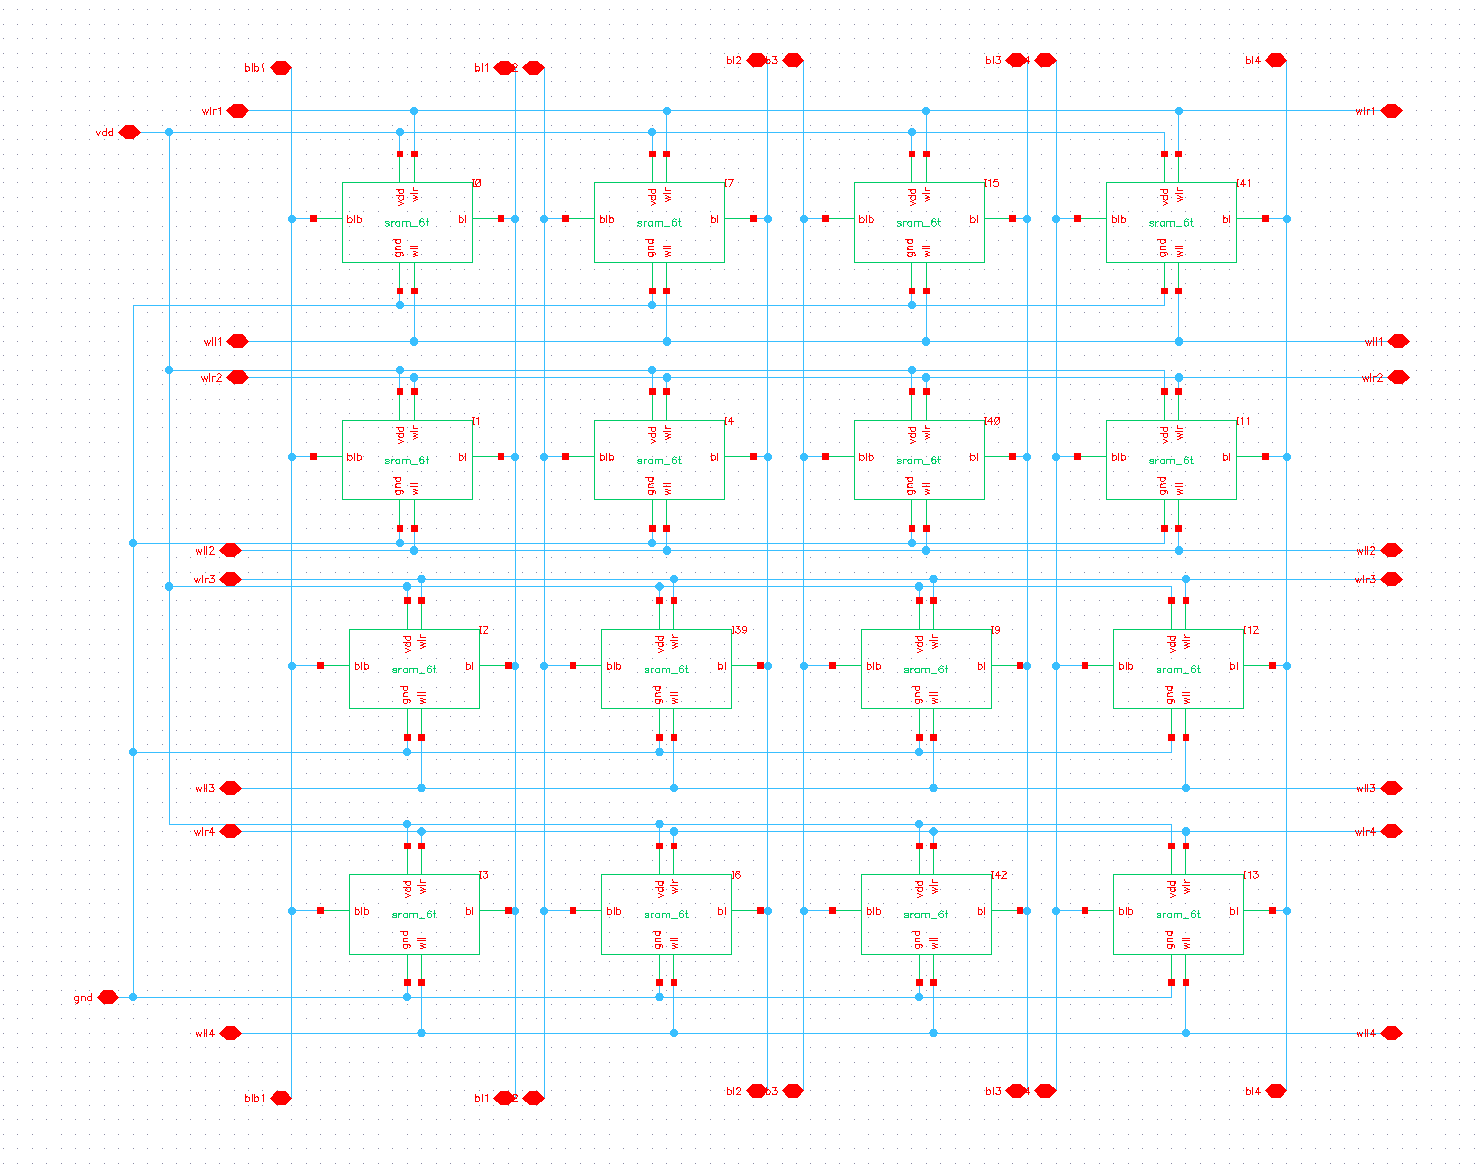 bl2 b3 bl3 4 bl4
blb1 bl1 2
wlr1 wlr1
vdd
I0 I7 I15 I41
vdd wlr vdd wlr vdd wlr vdd wlr
blb bl blb bl blb bl blb bl
sram_6t sram_6t sram_6t sram_6t
gnd wll gnd wll gnd wll gnd wll
wll1 wll1
wlr2 wlr2
I1 I4 I40 I11
vdd wlr vdd wlr vdd wlr vdd wlr
blb bl blb bl blb bl blb bl
sram_6t sram_6t sram_6t sram_6t
gnd wll gnd wll gnd wll gnd wll
wll2 wll2
wlr3 wlr3
I2 I39 I9 I12
vdd wlr vdd wlr vdd wlr vdd wlr
blb bl blb bl blb bl blb bl
sram_6t sram_6t sram_6t sram_6t
gnd wll gnd wll gnd wll gnd wll
wll3 wll3
wlr4 wlr4
I3 I6 I42 I13
vdd wlr vdd wlr vdd wlr vdd wlr
blb bl blb bl blb bl blb bl
sram_6t sram_6t sram_6t sram_6t
gnd wll gnd wll gnd wll gnd wll
gnd
wll4 wll4
bl2 b3 bl3 4 bl4
blb1 bl1 2